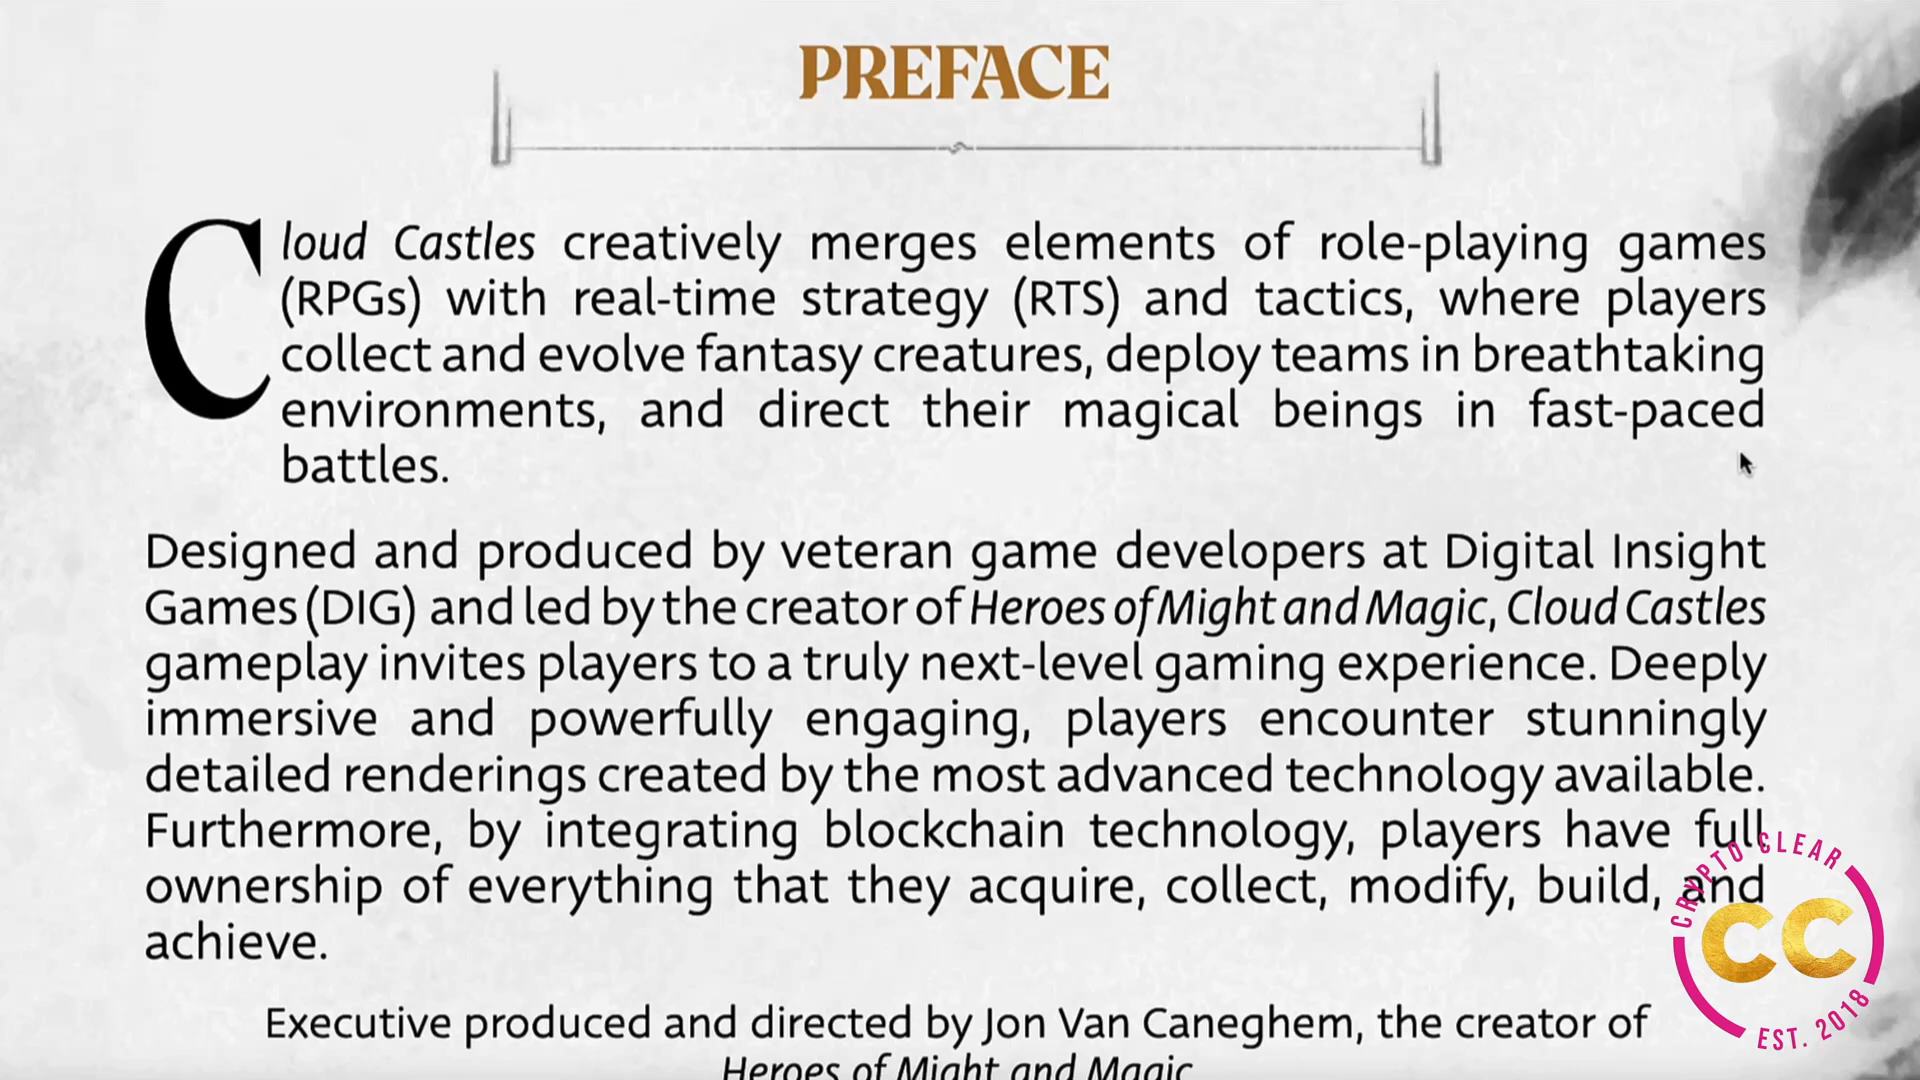 PREFACE
Cloud Castles creatively merges elements of role-playing games
(RPGs) with real-time strategy (RTS) and tactics, where players
collect and evolve fantasy creatures, deploy teams in breathtaking
environments, and direct their magical beings in fast-paced
battles.
Designed and produced by veteran game developers at Digital Insight
Games (DIG) and led by the creator of Heroes of Might and Magic, Cloud Castles
gameplay invites players to a truly next-level gaming experience. Deeply
immersive and powerfully engaging, players encounter stunningly
detailed renderings created by the most advanced technology available.
Furthermore, by integrating blockchain technology, players have full
ownership of everything that they acquire, collect, modify, build, and
achieve.
Executive produced and directed by Jon Van Caneghem, the creator of
Heroes of Might and Magic
CRYPTO CLEAR
CC
EST. 2018